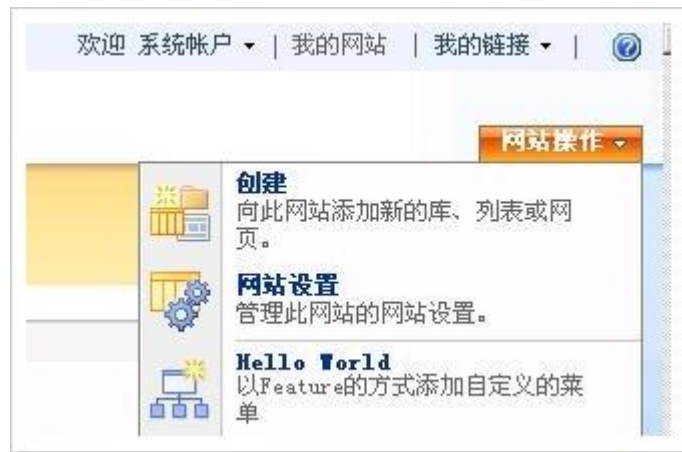 欢迎 系统帐户 | 我的网站 | 我的链接 |
网站操作
创建
向此网站添加新的库、列表或网
页。
网站设置
管理此网站的网站设置。
Hello World
以Feature的方式添加自定义的菜
单